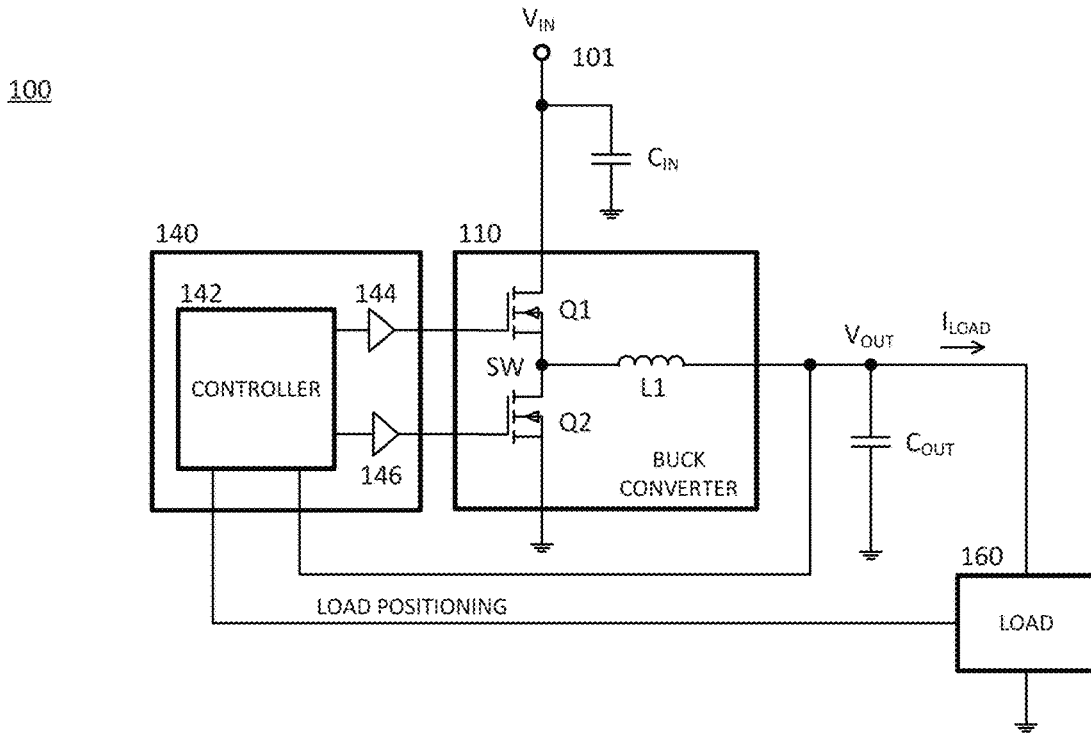 V_IN
101
100
C_IN
140
110
142
144
Q1
V_OUT
I_LOAD
SW
CONTROLLER
L1
Q2
C_OUT
146
BUCK
CONVERTER
160
LOAD POSITIONING
LOAD